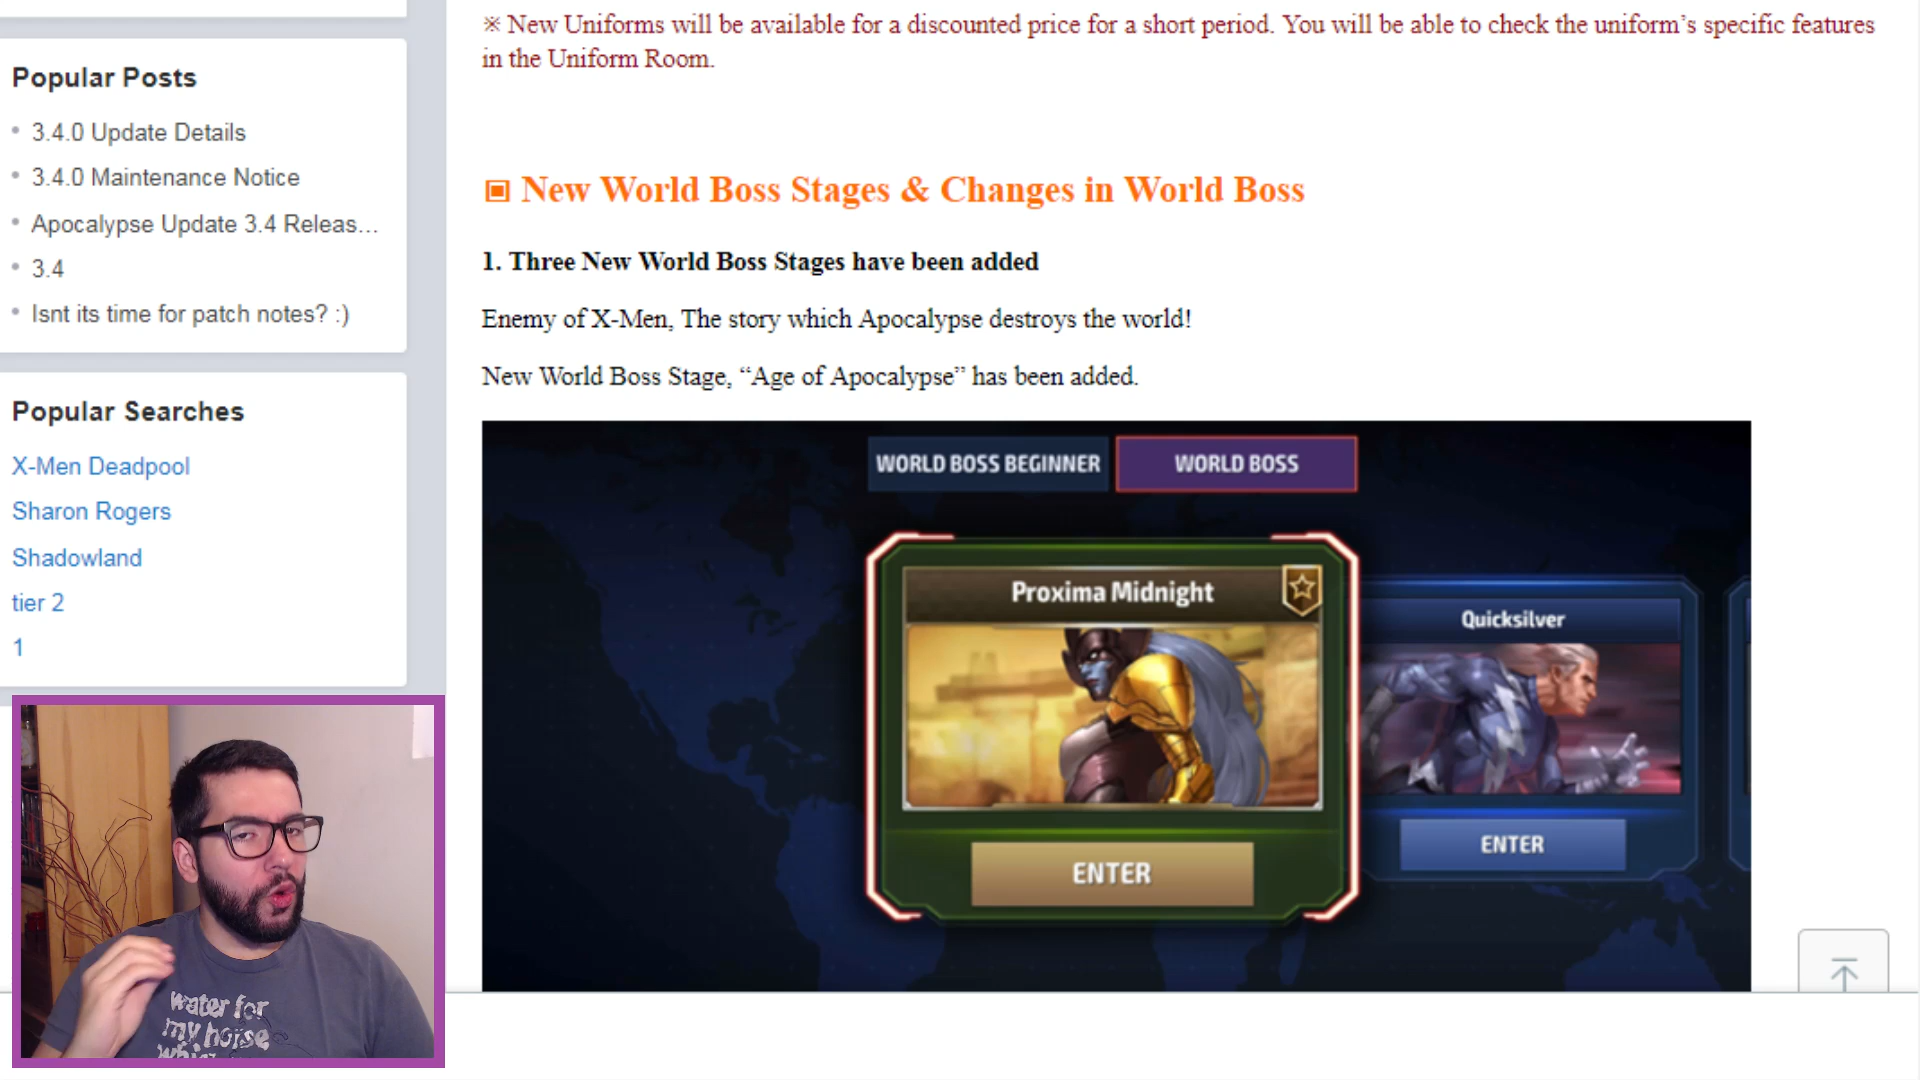 ※ New Uniforms will be available for a discounted price for a short period. You will be able to check the uniform’s specific features
in the Uniform Room.
Popular Posts
• 3.4.0 Update Details
• 3.4.0 Maintenance Notice
• Apocalypse Update 3.4 Releas...
• 3.4
• Isnt its time for patch notes? :)
Popular Searches
X-Men Deadpool
Sharon Rogers
Shadowland
tier 2
1
▣ New World Boss Stages & Changes in World Boss
1. Three New World Boss Stages have been added
Enemy of X-Men, The story which Apocalypse destroys the world!
New World Boss Stage, “Age of Apocalypse” has been added.
WORLD BOSS BEGINNER
WORLD BOSS
Proxima Midnight
ENTER
Quicksilver
ENTER
water for
my horse